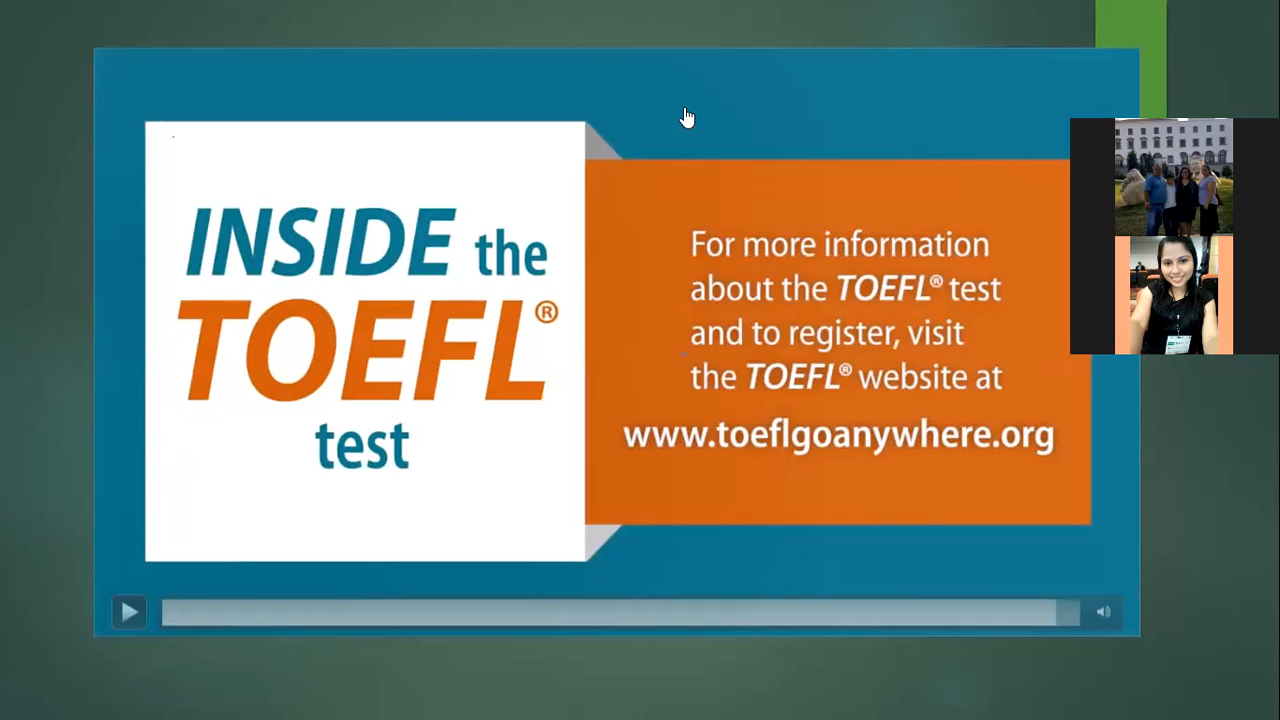 INSIDE the
TOEFL®
test
For more information
about the TOEFL® test
and to register, visit
the TOEFL® website at
www.toeflgoanywhere.org